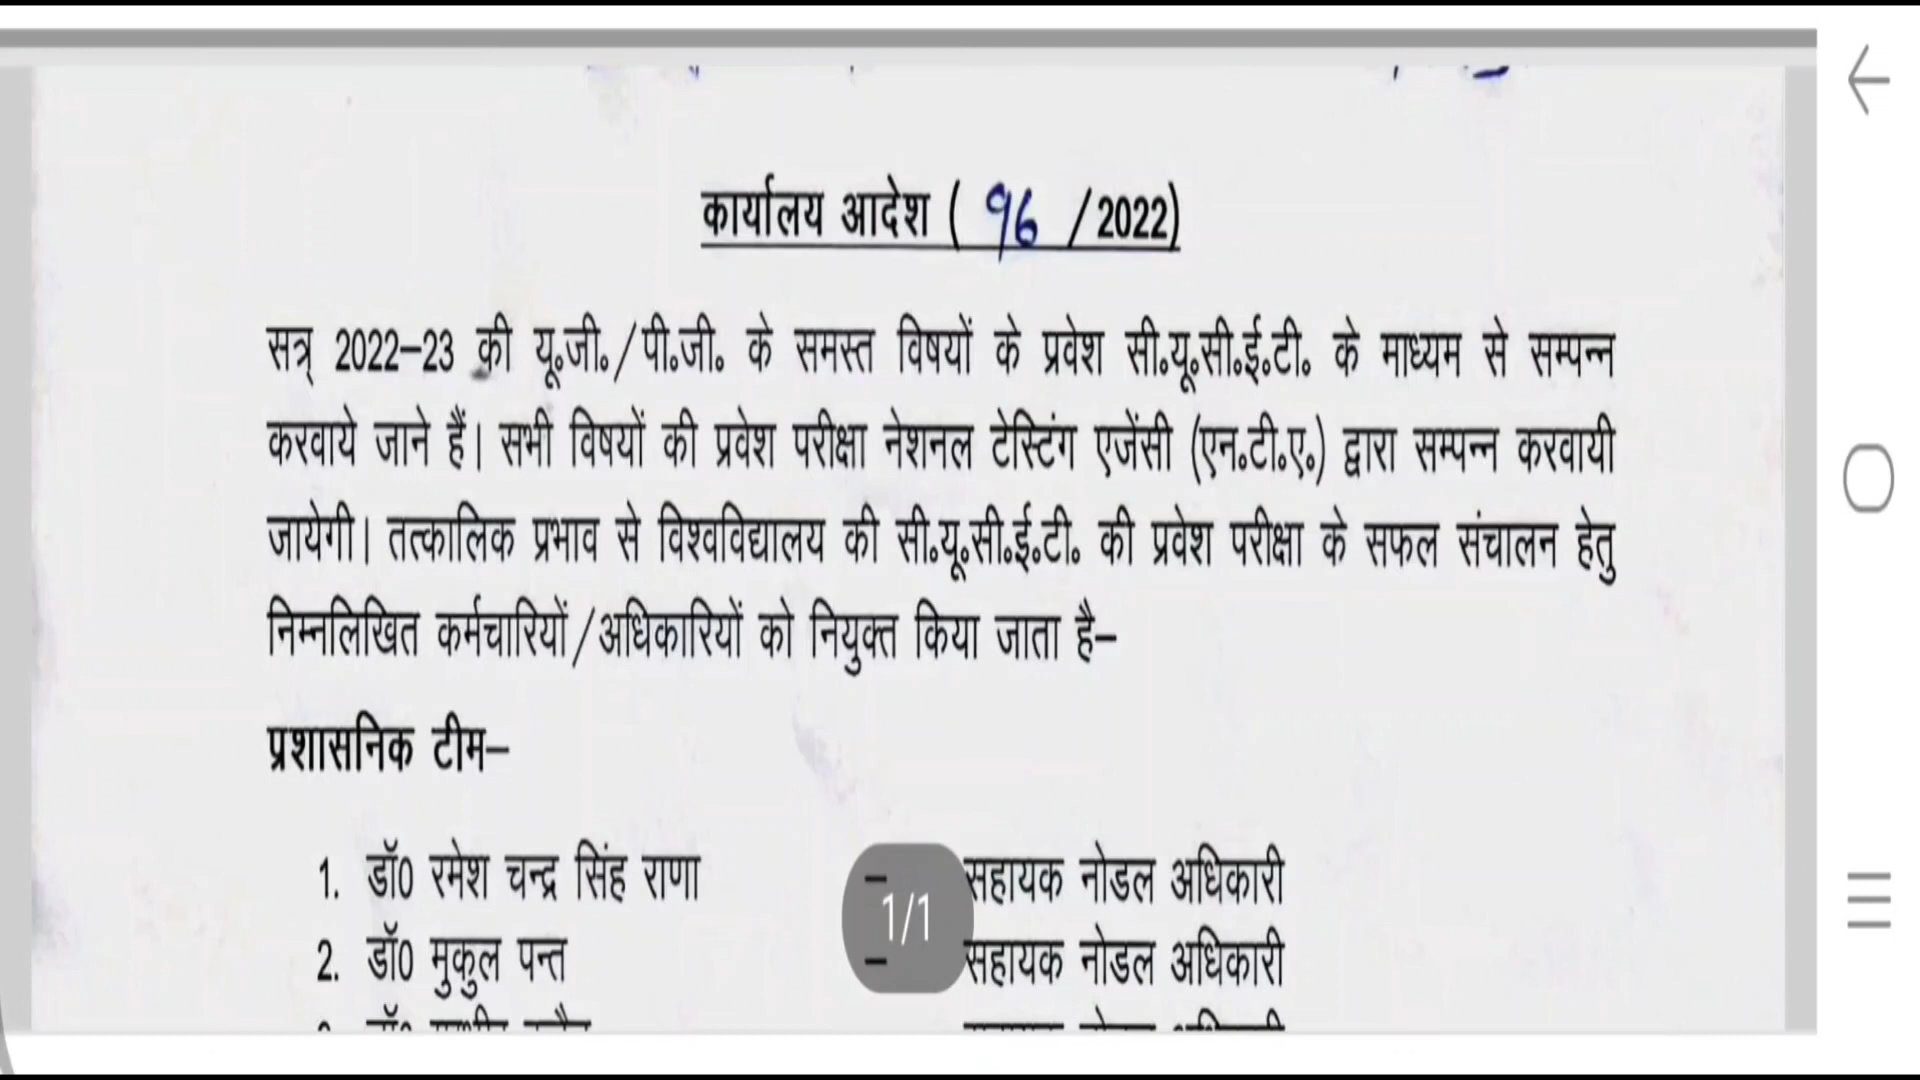 कार्यालय आदेश ( 96 /2022)
सत्र् 2022–23 की यू॰जी॰/पी॰जी॰ के समस्त विषयों के प्रवेश सी॰यू॰सी॰ई॰टी॰ के माध्यम से सम्पन्न
करवाये जाने हैं। सभी विषयों की प्रवेश परीक्षा नेशनल टेस्टिंग एजेंसी (एन॰टी॰ए॰) द्वारा सम्पन्न करवायी
जायेगी। तत्कालिक प्रभाव से विश्वविद्यालय की सी॰यू॰सी॰ई॰टी॰ की प्रवेश परीक्षा के सफल संचालन हेतु
निम्नलिखित कर्मचारियों/अधिकारियों को नियुक्त किया जाता है–
प्रशासनिक टीम–
1. डॉ0 रमेश चन्द्र सिंह राणा – सहायक नोडल अधिकारी
1/1
2. डॉ0 मुकुल पन्त – सहायक नोडल अधिकारी